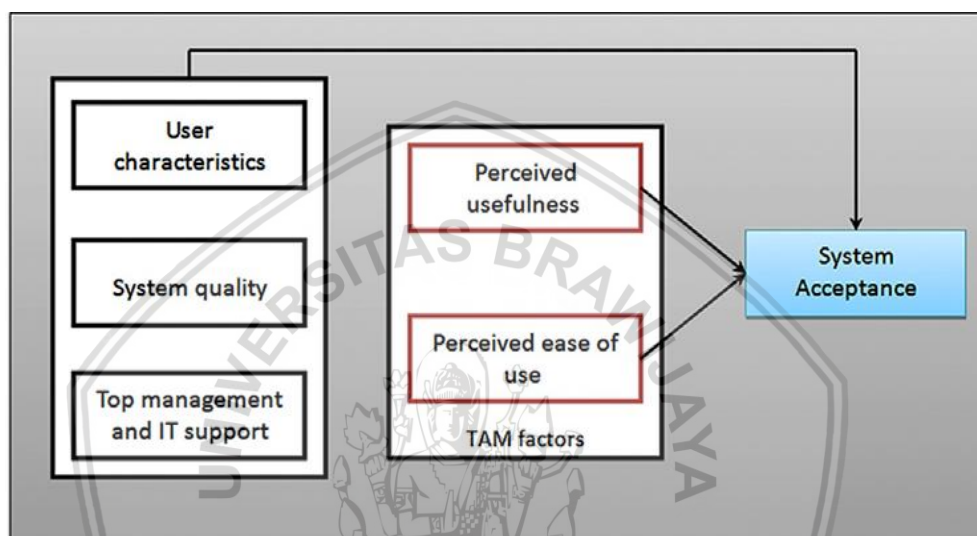 User
characteristics
System quality
Top management
and IT support
Perceived
usefulness
Perceived ease of
use
TAM factors
System
Acceptance
UNIVERSITAS BRAWIJAYA